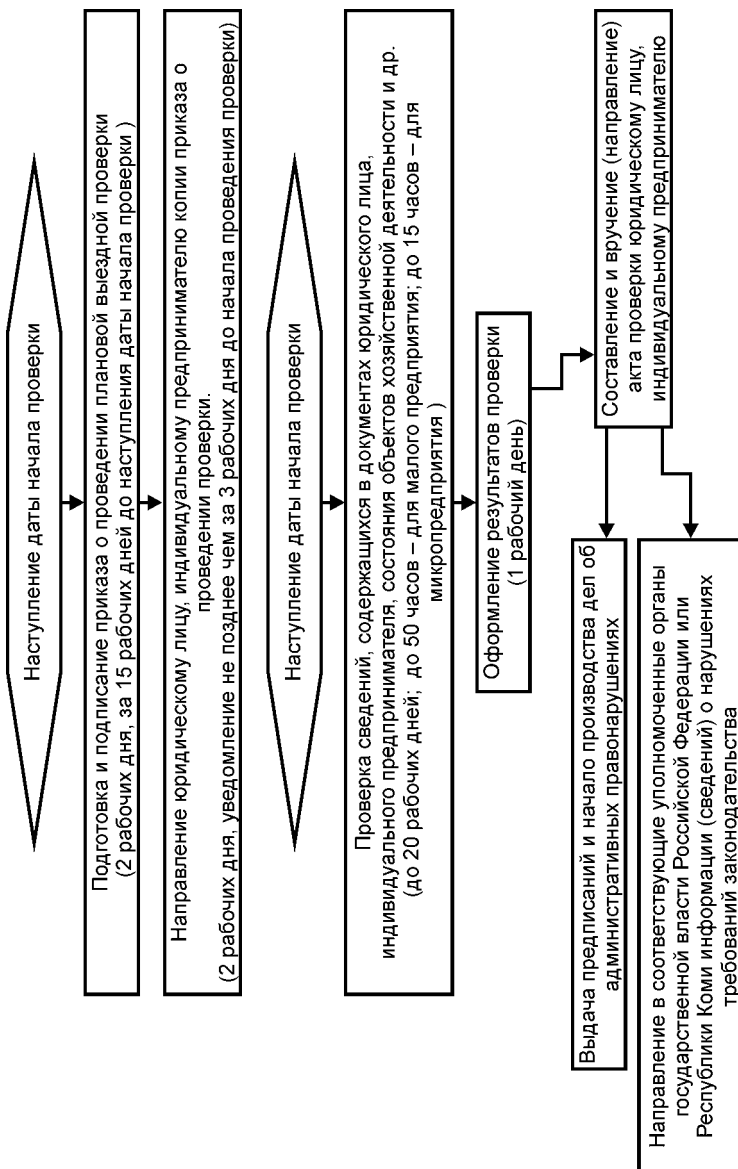 Наступление даты начала проверки
Подготовка и подписание приказа о проведении плановой выездной проверки
(2 рабочих дня, за 15 рабочих дней до наступления даты начала проверки )
Направление юридическому лицу, индивидуальному предпринимателю копии приказа о
проведении проверки.
(2 рабочих дня, уведомление не позднее чем за 3 рабочих дня до начала проведения проверки)
Наступление даты начала проверки
Проверка сведений, содержащихся в документах юридического лица,
индивидуального предпринимателя, состояния объектов хозяйственной деятельности и др.
(до 20 рабочих дней; до 50 часов – для малого предприятия; до 15 часов – для
микропредприятия )
Оформление результатов проверки
(1 рабочий день)
Составление и вручение (направление)
акта проверки юридическому лицу,
индивидуальному предпринимателю
Выдача предписаний и начало производства дел об
административных правонарушениях
Направление в соответствующие уполномоченные органы
государственной власти Российской Федерации или
Республики Коми информации (сведений) о нарушениях
требований законодательства